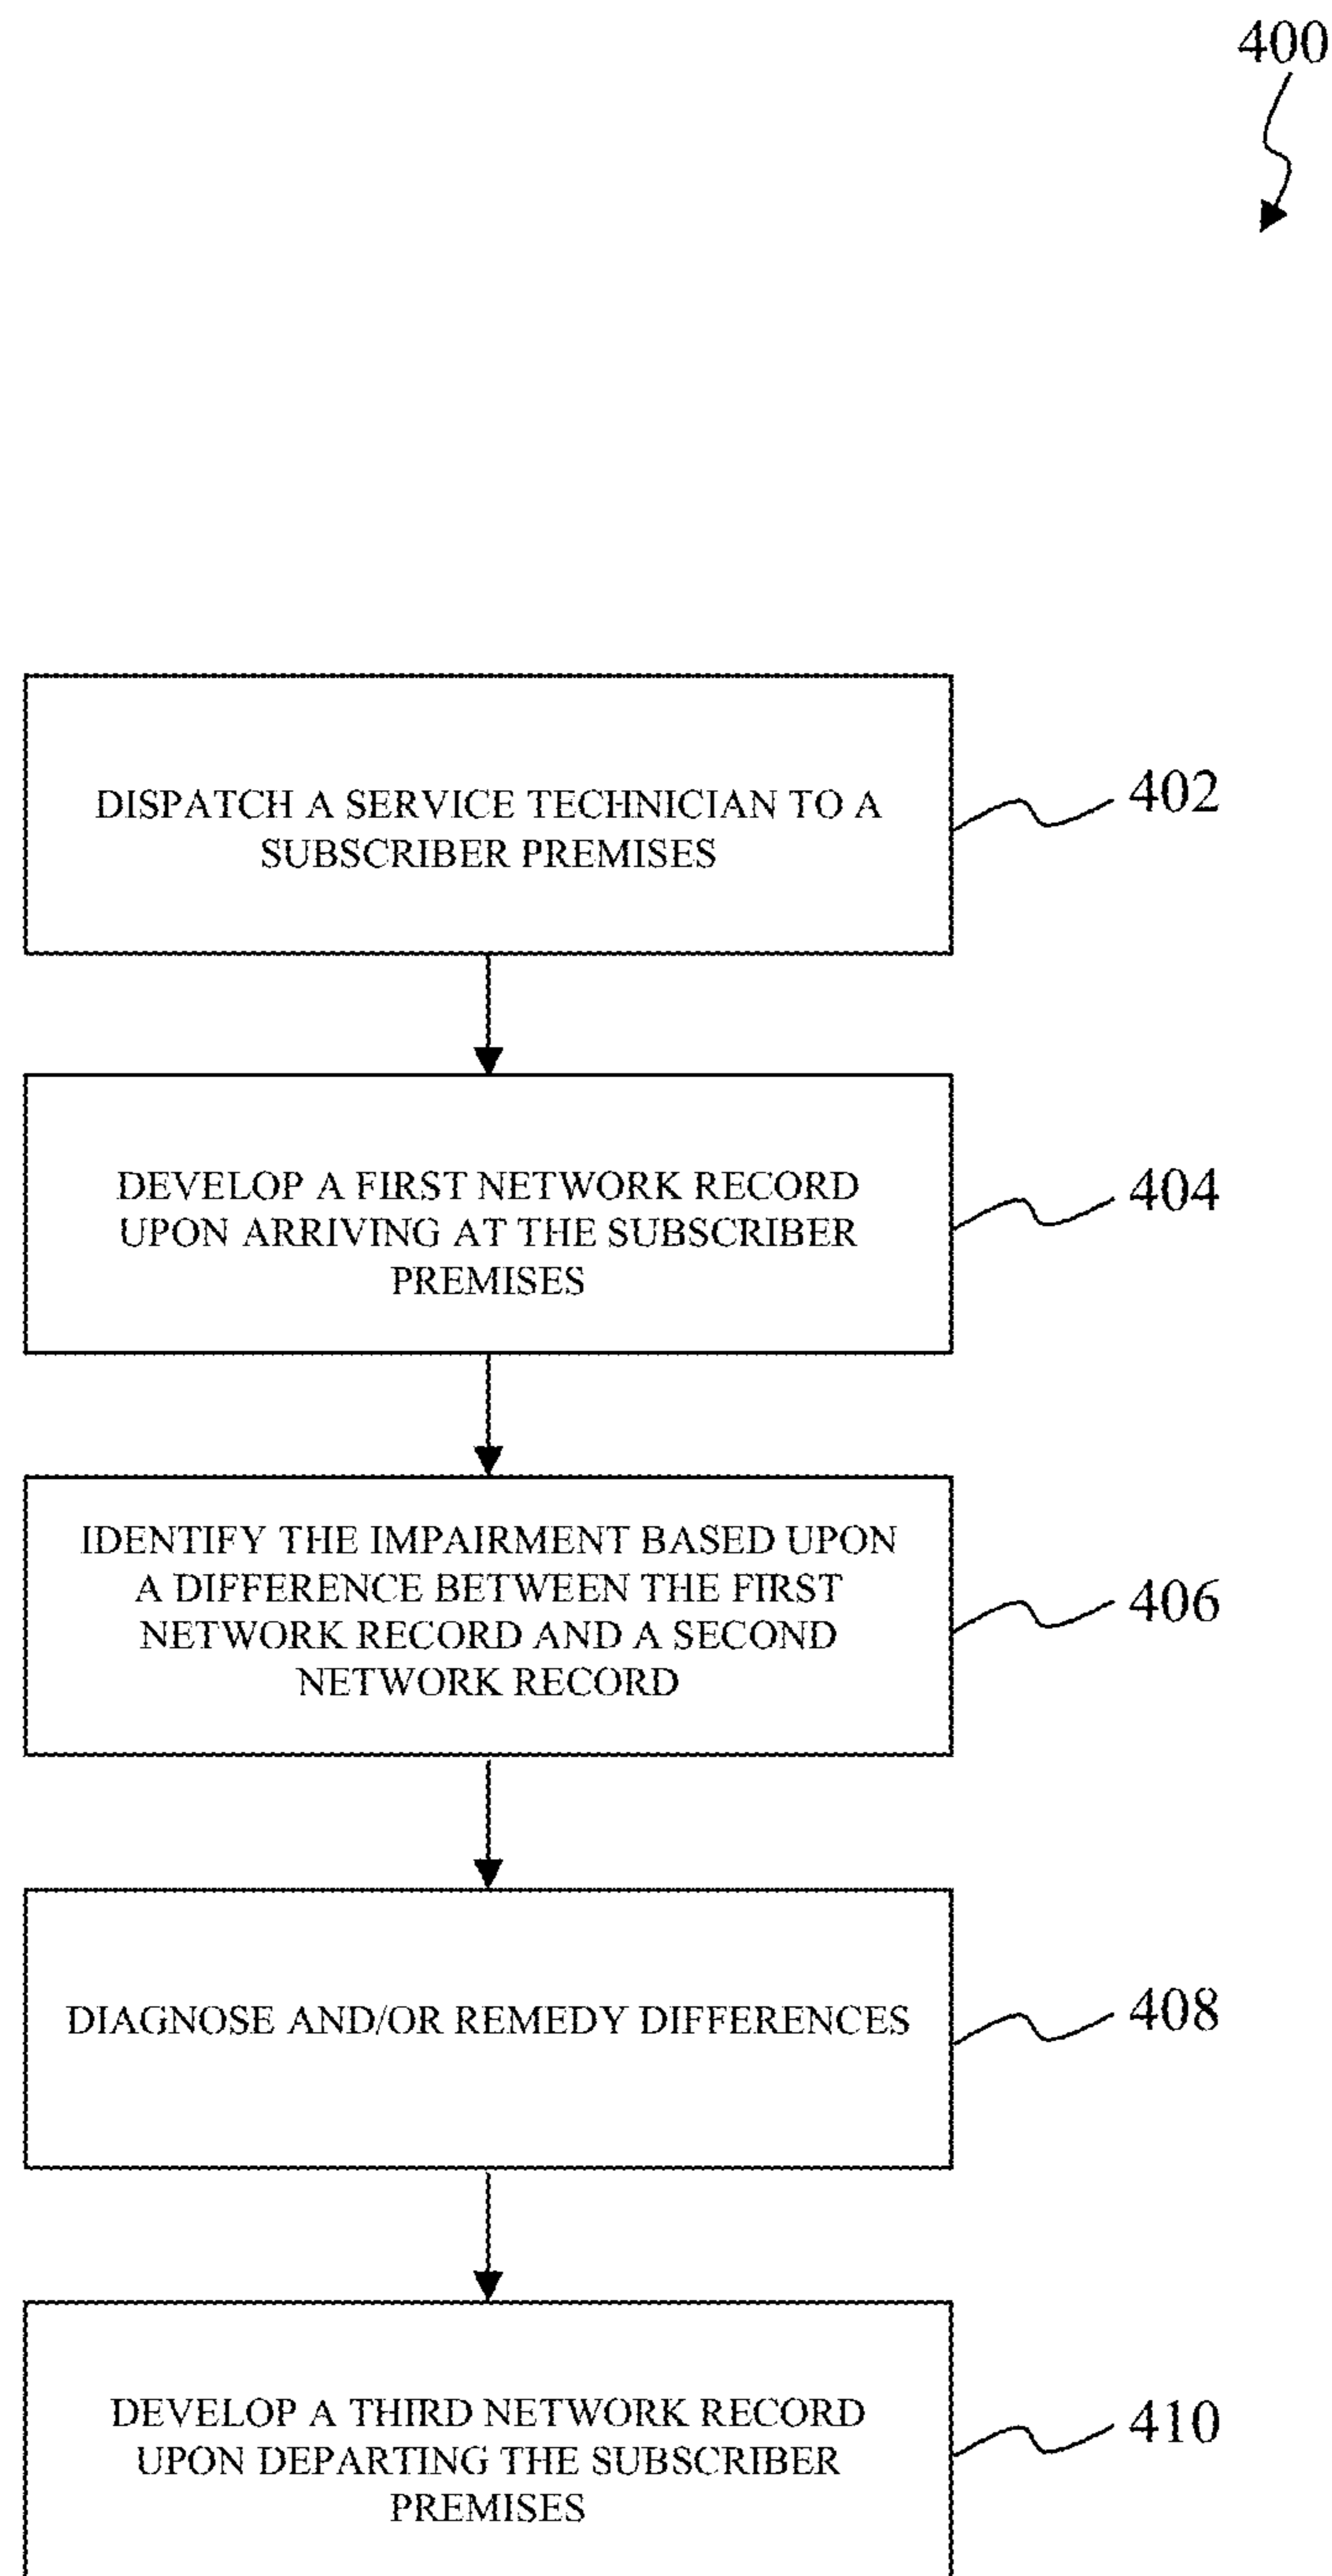 400
DISPATCH A SERVICE TECHNICIAN TO A
SUBSCRIBER PREMISES
402
DEVELOP A FIRST NETWORK RECORD
UPON ARRIVING AT THE SUBSCRIBER
PREMISES
404
IDENTIFY THE IMPAIRMENT BASED UPON
A DIFFERENCE BETWEEN THE FIRST
NETWORK RECORD AND A SECOND
NETWORK RECORD
406
DIAGNOSE AND/OR REMEDY DIFFERENCES
408
DEVELOP A THIRD NETWORK RECORD
UPON DEPARTING THE SUBSCRIBER
PREMISES
410